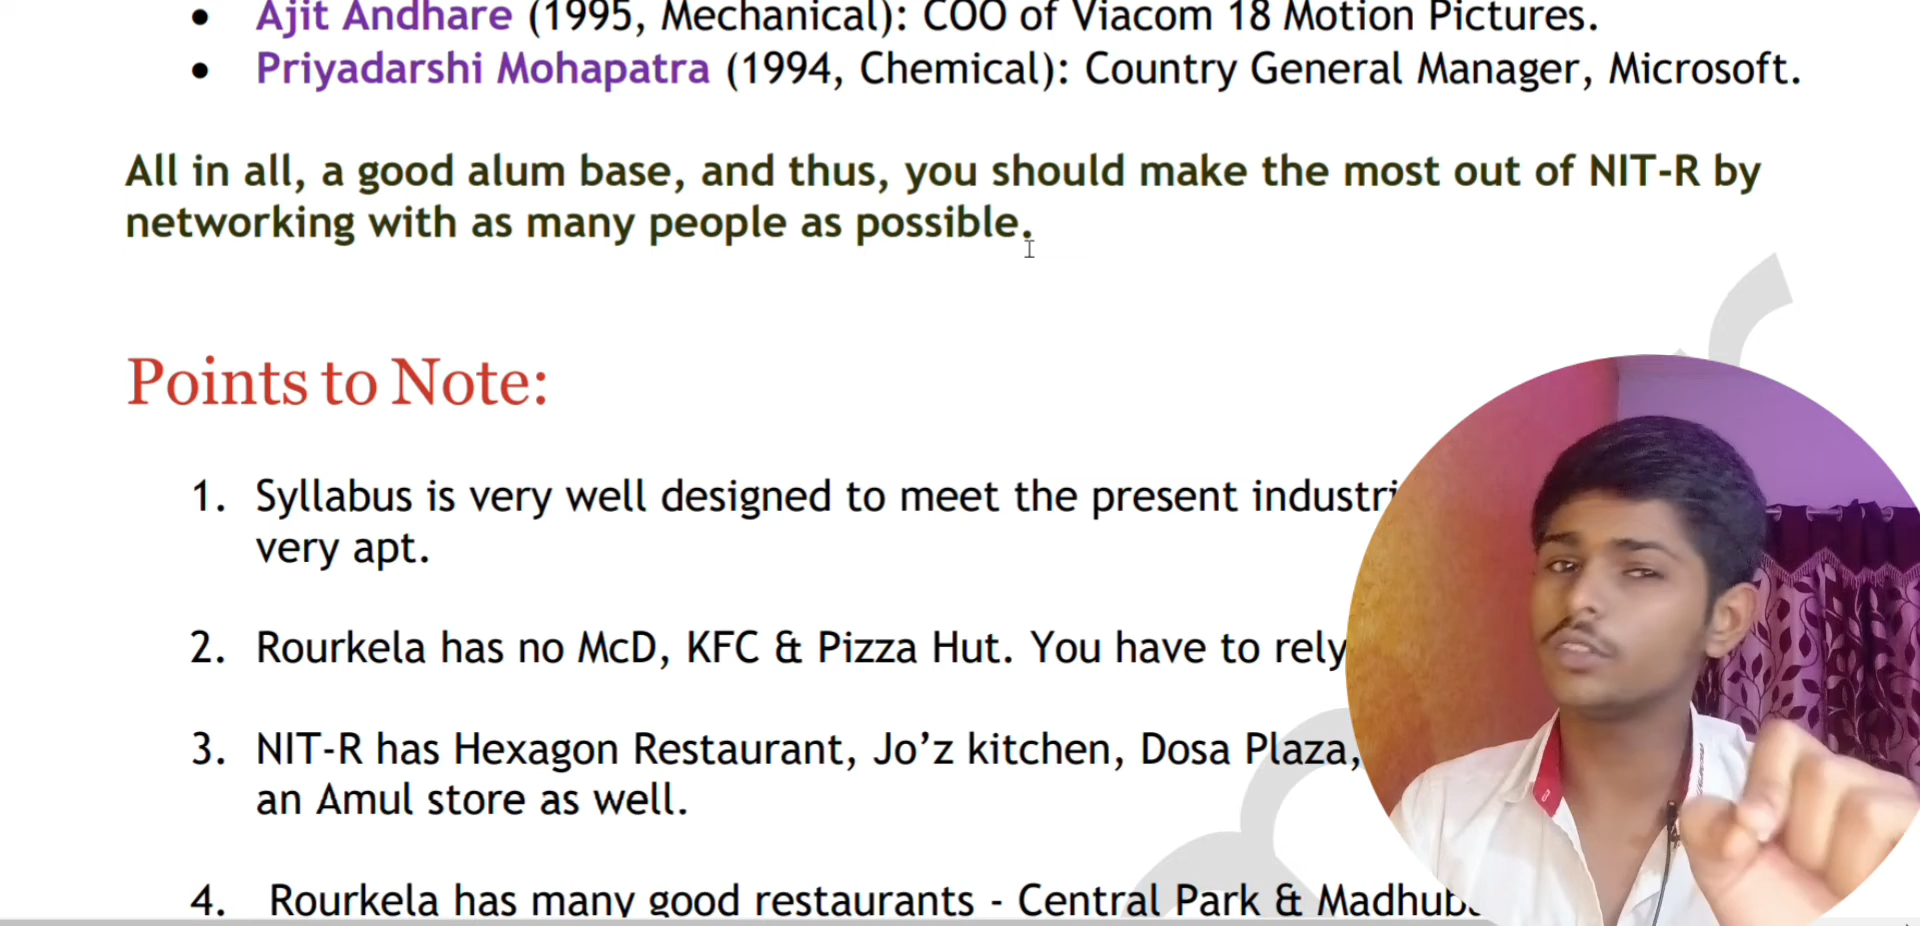 Ajit Andhare (1995, Mechanical): COO of Viacom 18 Motion Pictures.
Priyadarshi Mohapatra (1994, Chemical): Country General Manager, Microsoft.
All in all, a good alum base, and thus, you should make the most out of NIT-R by
networking with as many people as possible.
Points to Note:
1. Syllabus is very well designed to meet the present
very apt.
2. Rourkela has no McD, KFC & Pizza Hut. You have to rely
3. NIT-R has Hexagon Restaurant, Jo’z kitchen, Dosa Plaza,
an Amul store as well.
4. Rourkela has many good restaurants - Central Park &